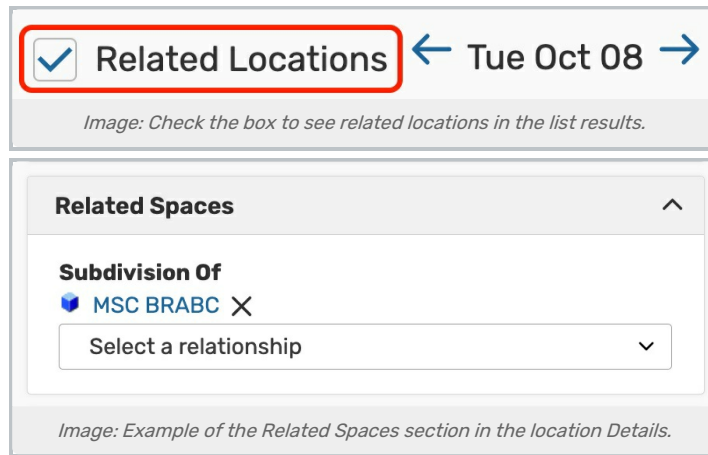 Related Locations
Tue Oct 08
Image: Check the box to see related locations in the list results.
Related Spaces
Subdivision Of
MSC BRABC
Select a relationship
Image: Example of the Related Spaces section in the location Details.